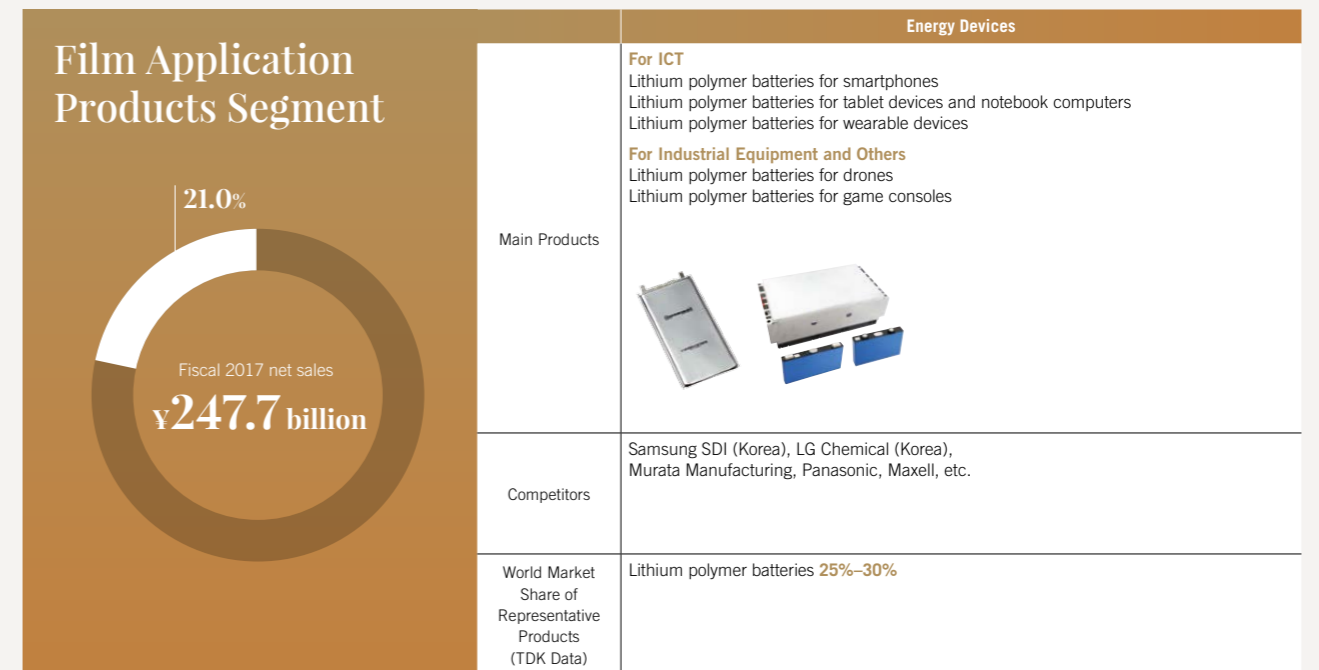 Film Application
Products Segment
21.0%
Fiscal 2017 net sales
¥247.7 billion
Energy Devices
Main Products
For ICT
Lithium polymer batteries for smartphones
Lithium polymer batteries for tablet devices and notebook computers
Lithium polymer batteries for wearable devices
For Industrial Equipment and Others
Lithium polymer batteries for drones
Lithium polymer batteries for game consoles
Competitors
Samsung SDI (Korea), LG Chemical (Korea),
Murata Manufacturing, Panasonic, Maxell, etc.
World Market
Share of
Representative
Products
(TDK Data)
Lithium polymer batteries 25%–30%